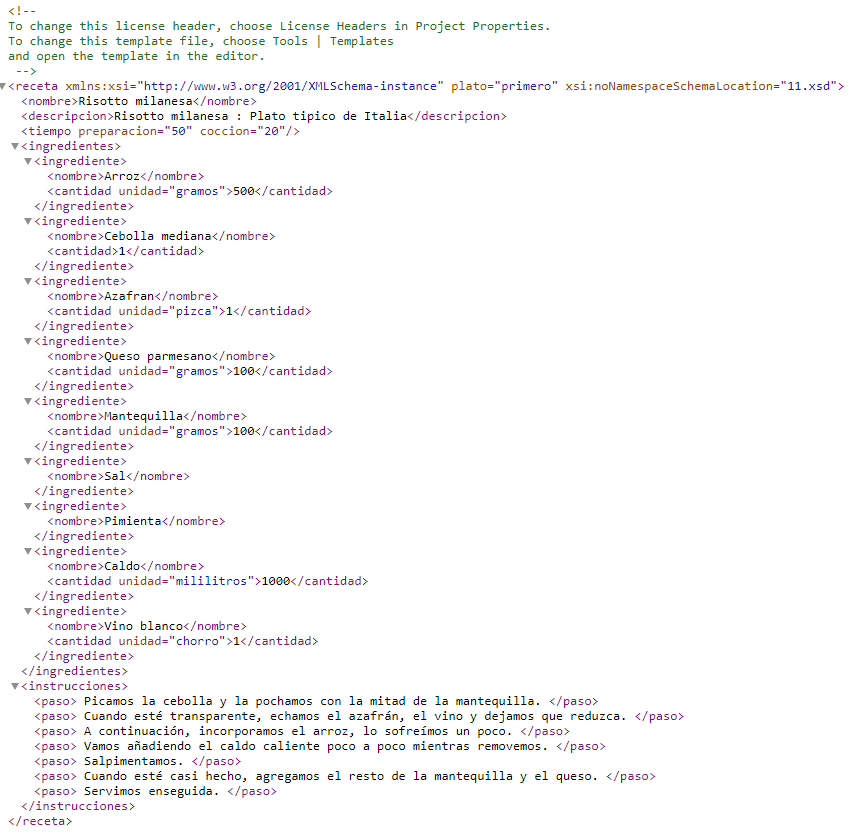 <!--
To change this license header, choose License Headers in Project Properties.
To change this template file, choose Tools | Templates
and open the template in the editor.
-->
<receta xmlns:xsi="http://www.w3.org/2001/XMLSchema-instance" plato="primero" xsi:noNamespaceSchemaLocation="11.xsd">
<nombre>Risotto milanesa</nombre>
<descripcion>Risotto milanesa : Plato tipico de Italia</descripcion>
<tiempo preparacion="50" coccion="20"/>
<ingredientes>
<ingrediente>
<nombre>Arroz</nombre>
<cantidad unidad="gramos">500</cantidad>
</ingrediente>
<ingrediente>
<nombre>Cebolla mediana</nombre>
<cantidad>1</cantidad>
</ingrediente>
<ingrediente>
<nombre>Azafran</nombre>
<cantidad unidad="pizca">1</cantidad>
</ingrediente>
<ingrediente>
<nombre>Queso parmesano</nombre>
<cantidad unidad="gramos">100</cantidad>
</ingrediente>
<ingrediente>
<nombre>Mantequilla</nombre>
<cantidad unidad="gramos">100</cantidad>
</ingrediente>
<ingrediente>
<nombre>Sal</nombre>
</ingrediente>
<ingrediente>
<nombre>Pimienta</nombre>
</ingrediente>
<ingrediente>
<nombre>Caldo</nombre>
<cantidad unidad="mililitros">1000</cantidad>
</ingrediente>
<ingrediente>
<nombre>Vino blanco</nombre>
<cantidad unidad="chorro">1</cantidad>
</ingrediente>
</ingredientes>
<instrucciones>
<paso> Picamos la cebolla y la pochamos con la mitad de la mantequilla. </paso>
<paso> Cuando esté transparente, echamos el azafrán, el vino y dejamos que reduzca. </paso>
<paso> A continuación, incorporamos el arroz, lo sofreímos un poco. </paso>
<paso> Vamos añadiendo el caldo caliente poco a poco mientras removemos. </paso>
<paso> Salpimentamos. </paso>
<paso> Cuando esté casi hecho, agregamos el resto de la mantequilla y el queso. </paso>
<paso> Servimos enseguida. </paso>
</instrucciones>
</receta>